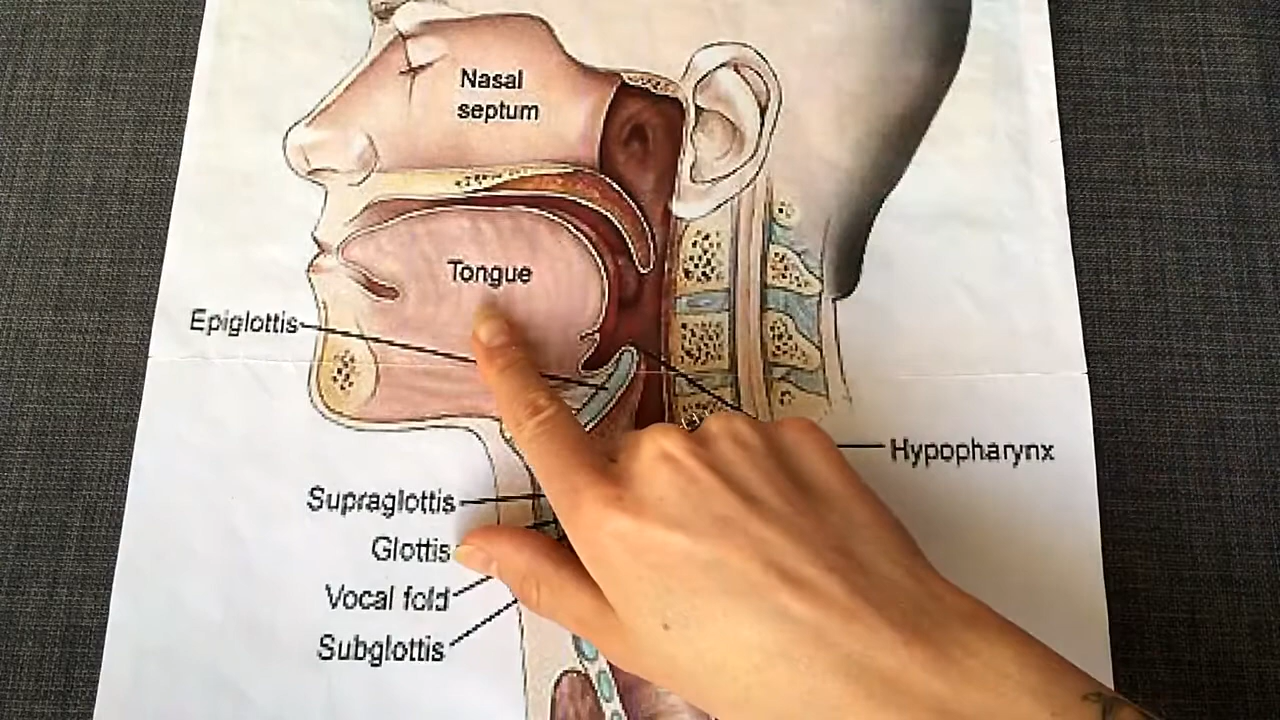 Nasal
septum
Tongue
Epiglottis
Hypopharynx
Supraglottis
Glottis
Vocal fold
Subglottis